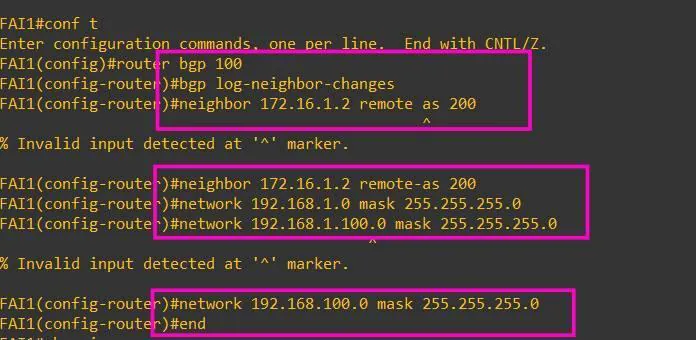 FAI1#conf t
Enter configuration commands, one per line.  End with CNTL/Z.
FAI1(config)#router bgp 100
FAI1(config-router)#bgp log-neighbor-changes
FAI1(config-router)#neighbor 172.16.1.2 remote as 200
^
% Invalid input detected at '^' marker.
FAI1(config-router)#neighbor 172.16.1.2 remote-as 200
FAI1(config-router)#network 192.168.1.0 mask 255.255.255.0
FAI1(config-router)#network 192.168.1.100.0 mask 255.255.255.0
^
% Invalid input detected at '^' marker.
FAI1(config-router)#network 192.168.100.0 mask 255.255.255.0
FAI1(config-router)#end